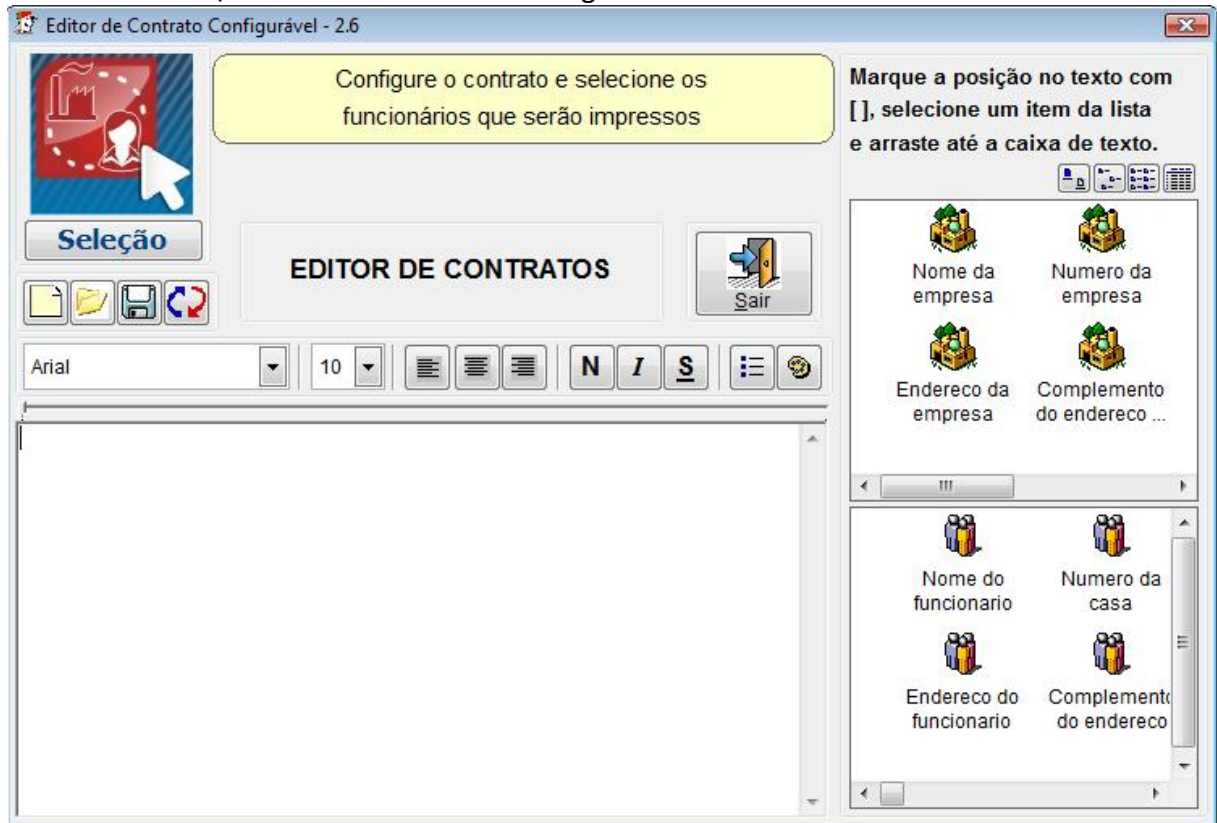 Editor de Contrato Configurável - 2.6
Configure o contrato e selecione os
funcionários que serão impressos
Seleção
EDITOR DE CONTRATOS
Sair
Arial
10
N I S
Marque a posição no texto com
[ ], selecione um item da lista
e arraste até a caixa de texto.
Nome da
empresa
Numero da
empresa
Endereco da
empresa
Complemento
do endereco ...
Nome do
funcionario
Numero da
casa
Endereco do
funcionario
Complemento
do endereco